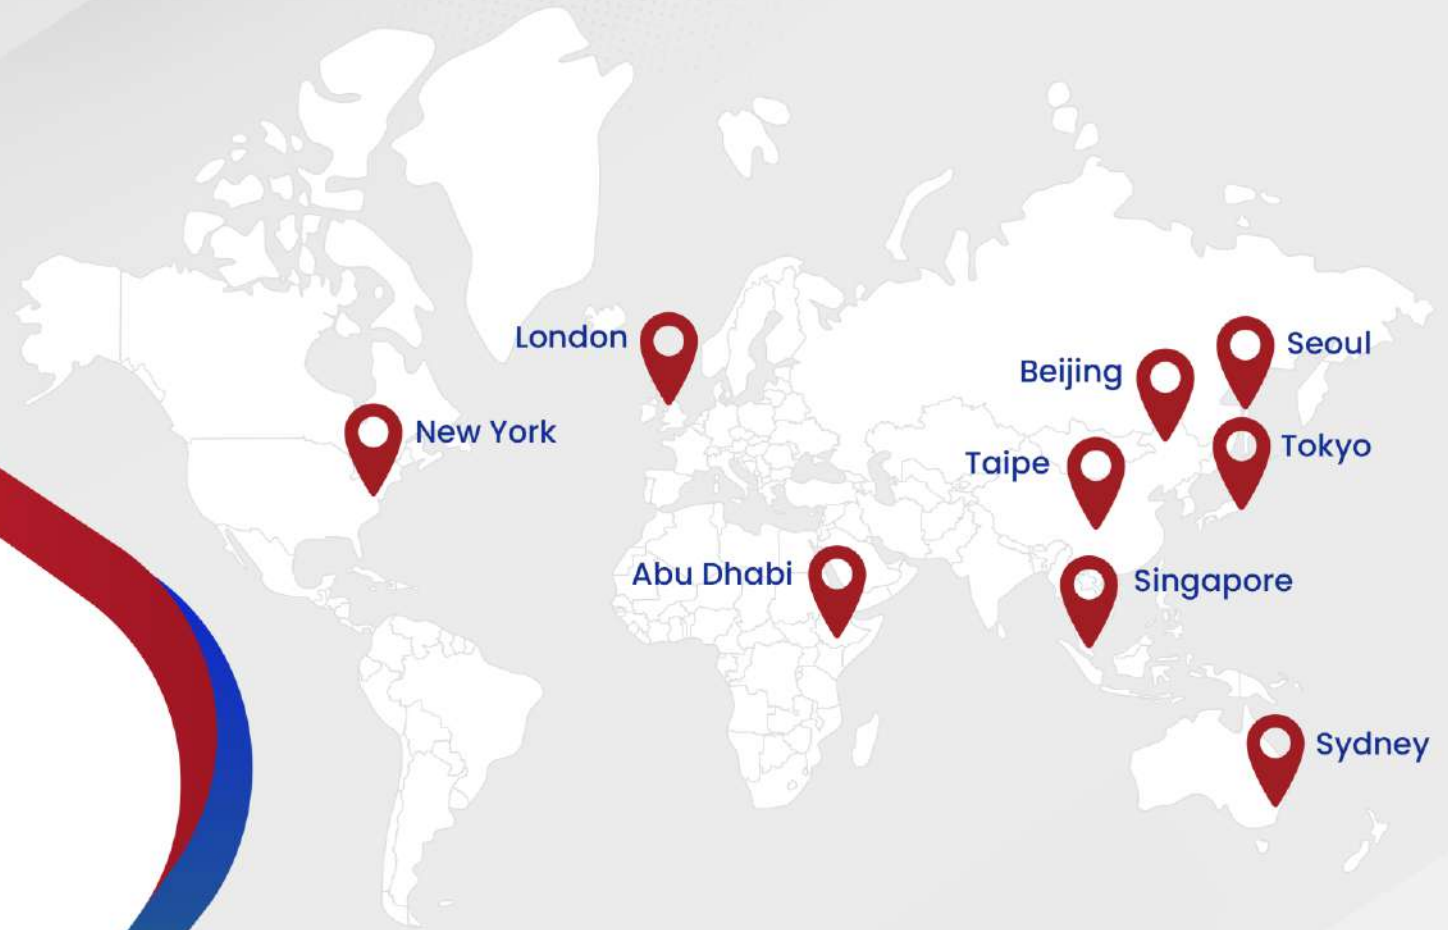 London
Seoul
Beijing
New York
Tokyo
Taipe
Abu Dhabi
Singapore
Sydney